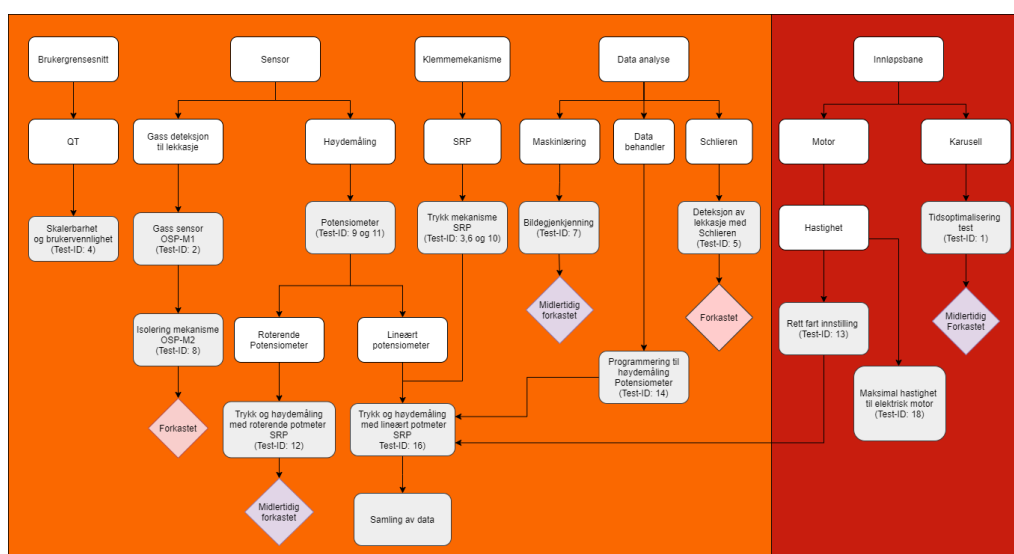 Brukergrensesnitt
Sensor
Klemmemekanisme
Data analyse
Innløpsbane
QT
Gass deteksjon
til lekkasje
Høydemåling
SRP
Maskinlæring
Data
behandler
Schlieren
Motor
Karusell
Skalerbarhet
og brukervennlighet
(Test-ID: 4)
Gass sensor
OSP-M1
(Test-ID: 2)
Potensiometer
(Test-ID: 9 og 11)
Trykk mekanisme
SRP
(Test-ID: 3,6 og 10)
Bildegjenkjenning
(Test-ID: 7)
Deteksjon av
lekkasje med
Schlieren
(Test-ID: 5)
Hastighet
Tidsoptimalisering
test
(Test-ID: 1)
Isolering mekanisme
OSP-M2
(Test-ID: 8)
Roterende
Potensiometer
Lineært
potensiometer
Midlertidig
forkastet
Forkastet
Rett fart innstilling
(Test-ID: 13)
Midlertidig
Forkastet
Forkastet
Trykk og høydemåling
med roterende potmeter
SRP
(Test-ID: 12)
Trykk og høydemåling
med lineært potmeter
SRP
Test-ID: 16)
Programmering til
høydemåling
Potensiometer
(Test-ID: 14)
Maksimal hastighet
til elektrisk motor
(Test-ID: 18)
Midlertidig
forkastet
Samling av data